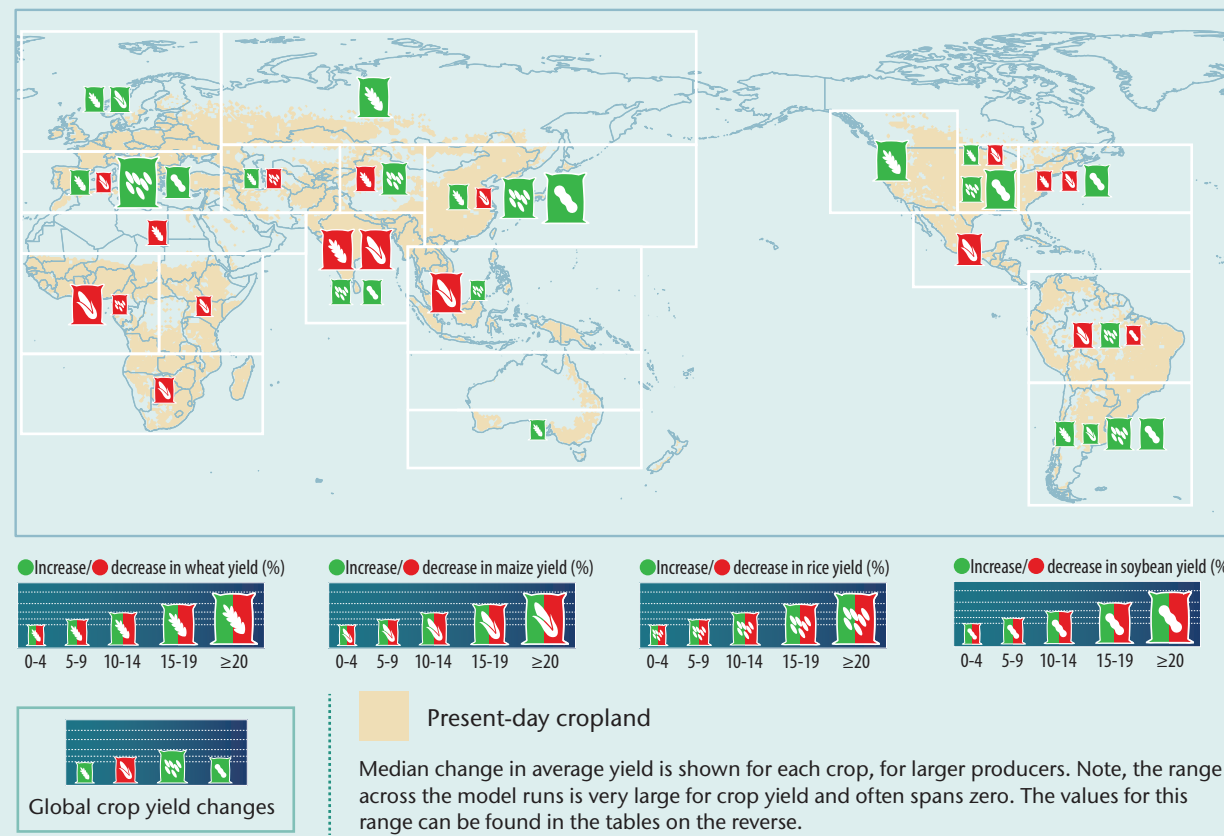 Increase/ decrease in wheat yield (%)
0-4 5-9 10-14 15-19 ≥20
Increase/ decrease in maize yield (%)
0-4 5-9 10-14 15-19 ≥20
Increase/ decrease in rice yield (%)
0-4 5-9 10-14 15-19 ≥20
Increase/ decrease in soybean yield (%
0-4 5-9 10-14 15-19 ≥20
Global crop yield changes
Present-day cropland
Median change in average yield is shown for each crop, for larger producers. Note, the range
across the model runs is very large for crop yield and often spans zero. The values for this
range can be found in the tables on the reverse.